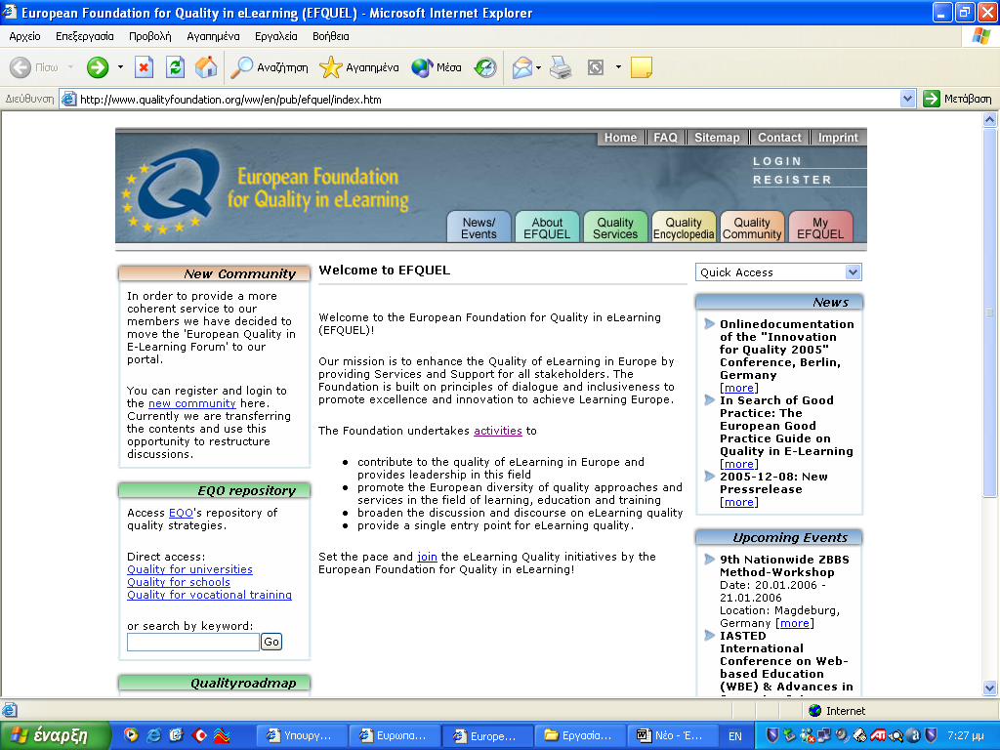 European Foundation for Quality in eLearning (EFQUEL) - Microsoft Internet Explorer
Αρχείο Επεξεργασία Προβολή Αγαπημένα Εργαλεία Βοήθεια
Πίσω Αναζήτηση Αγαπημένα Μέσα
Διεύθυνση http://www.qualityfoundation.org/ww/en/pub/efquel/index.htm Μετάβαση
Home FAQ Sitemap Contact Imprint
LOGIN
REGISTER
European Foundation
for Quality in eLearning
News/
Events
About
EFQUEL
Quality
Services
Quality
Encyclopedia
Quality
Community
My
EFQUEL
New Community
In order to provide a more
coherent service to our
members we have decided to
move the 'European Quality in
E-Learning Forum' to our
portal.
You can register and login to
the new community here.
Currently we are transferring
the contents and use this
opportunity to restructure
discussions.
EQO repository
Access EQO's repository of
quality strategies.
Direct access:
Quality for universities
Quality for schools
Quality for vocational training
or search by keyword:
Go
Qualityroadmap
Welcome to EFQUEL
Welcome to the European Foundation for Quality in eLearning
(EFQUEL)!
Our mission is to enhance the Quality of eLearning in Europe by
providing Services and Support for all stakeholders. The
Foundation is built on principles of dialogue and inclusiveness to
promote excellence and innovation to achieve Learning Europe.
The Foundation undertakes activities to
• contribute to the quality of eLearning in Europe and
provides leadership in this field
• promote the European diversity of quality approaches and
services in the field of learning, education and training
• broaden the discussion and discourse on eLearning quality
• provide a single entry point for eLearning quality.
Set the pace and join the eLearning Quality initiatives by the
European Foundation for Quality in eLearning!
Quick Access
News
Onlinedocumentation
of the "Innovation
for Quality 2005"
Conference, Berlin,
Germany
[more]
In Search of Good
Practice: The
European Good
Practice Guide on
Quality in E-Learning
[more]
2005-12-08: New
Pressrelease
[more]
Upcoming Events
9th Nationwide ZBBS
Method-Workshop
Date: 20.01.2006 -
21.01.2006
Location: Magdeburg,
Germany [more]
IASTED
International
Conference on Web-
based Education
(WBE) & Advances in
Internet
έναρξη Υπουργ... Ευρωπα... Europe... Εργασία... Νέο - Έ... EN 7:27 μμ